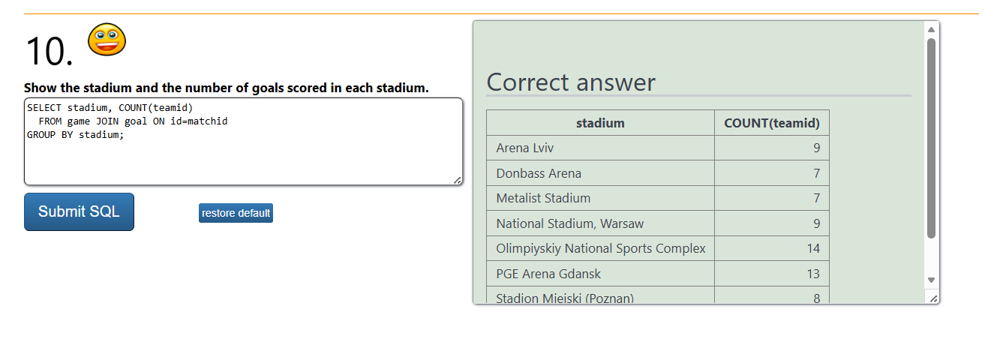 10.
Show the stadium and the number of goals scored in each stadium.
SELECT stadium, COUNT(teamid)
FROM game JOIN goal ON id=matchid
GROUP BY stadium;
Submit SQL
restore default
Correct answer
stadium COUNT(teamid)
Arena Lviv 9
Donbass Arena 7
Metalist Stadium 7
National Stadium, Warsaw 9
Olimpiyskiy National Sports Complex 14
PGE Arena Gdansk 13
Stadion Miejski (Poznan) 8